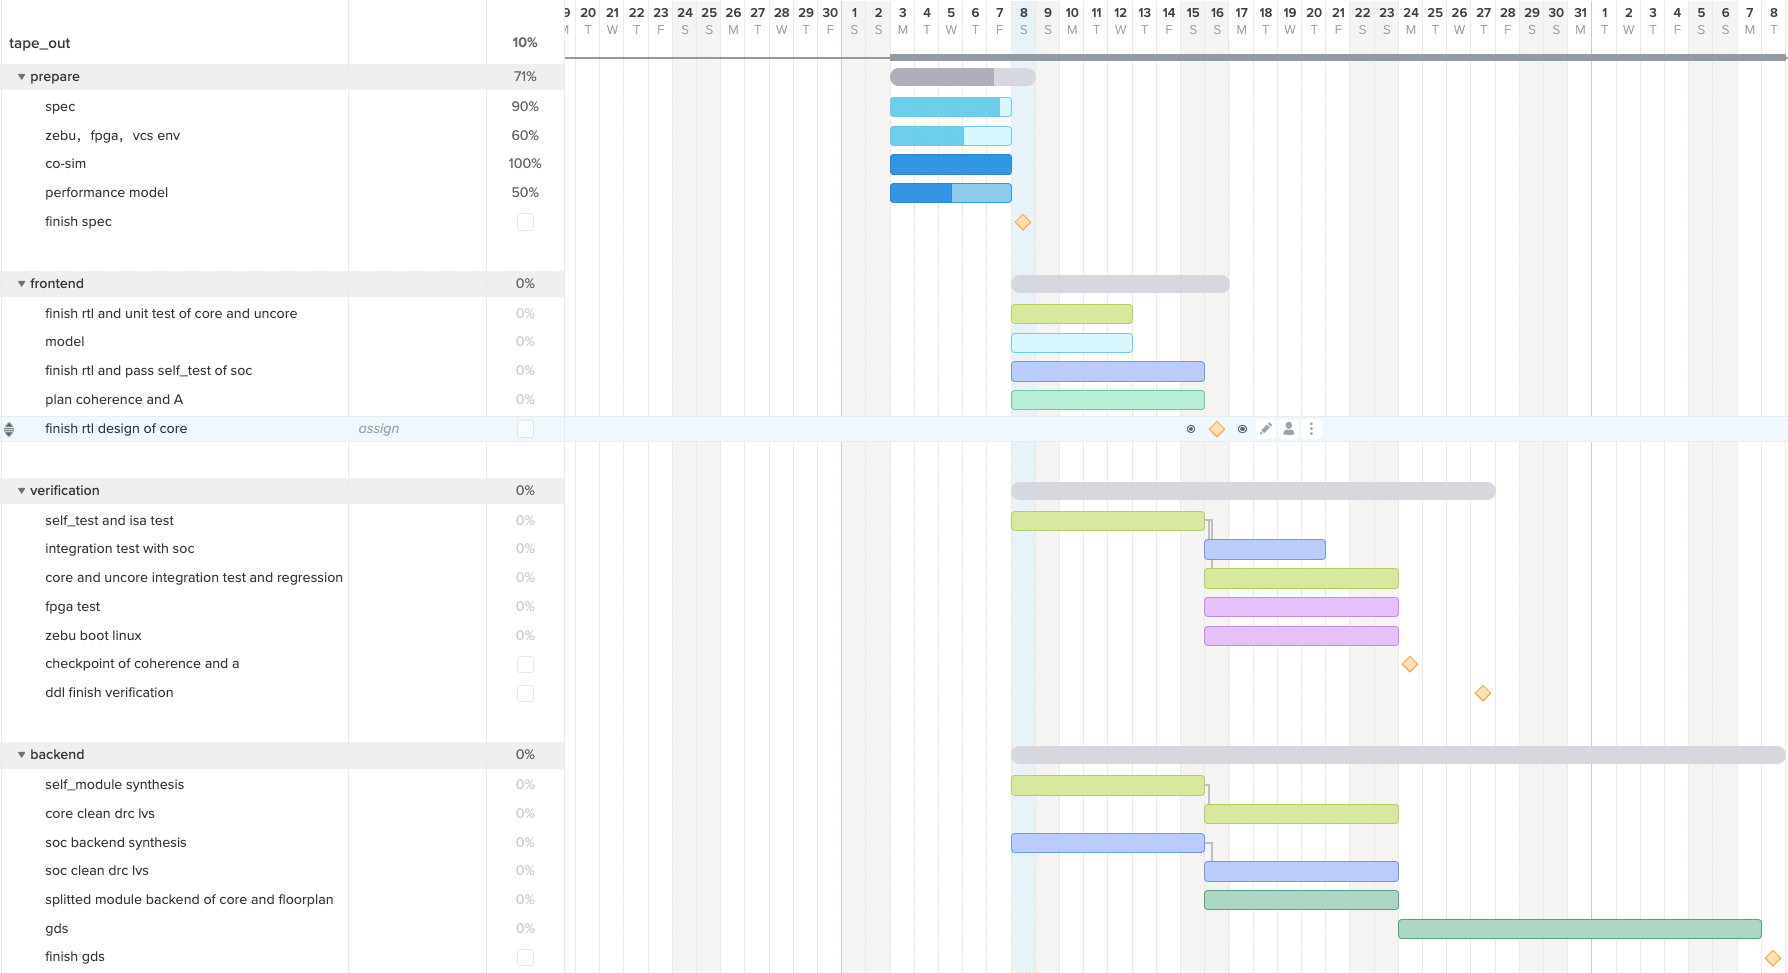 9 20 21 22 23 24 25 26 27 28 29 30 1 2 3 4 5 6 7 8 9 10 11 12 13 14 15 16 17 18 19 20 21 22 23 24 25 26 27 28 29 30 31 1 2 3 4 5 6 7 8
M T W T F S S M T W T F S S M T W T F S S M T W T F S S M T W T F S S M T W T F S S M T W T F S S M T
tape_out 10%
prepare 71%
spec 90%
zebu，fpga，vcs env 60%
co-sim 100%
performance model 50%
finish spec
frontend 0%
finish rtl and unit test of core and uncore 0%
model 0%
finish rtl and pass self_test of soc 0%
plan coherence and A 0%
finish rtl design of core assign
verification 0%
self_test and isa test 0%
integration test with soc 0%
core and uncore integration test and regression 0%
fpga test 0%
zebu boot linux 0%
checkpoint of coherence and a
ddl finish verification
backend 0%
self_module synthesis 0%
core clean drc lvs 0%
soc backend synthesis 0%
soc clean drc lvs 0%
splitted module backend of core and floorplan 0%
gds 0%
finish gds